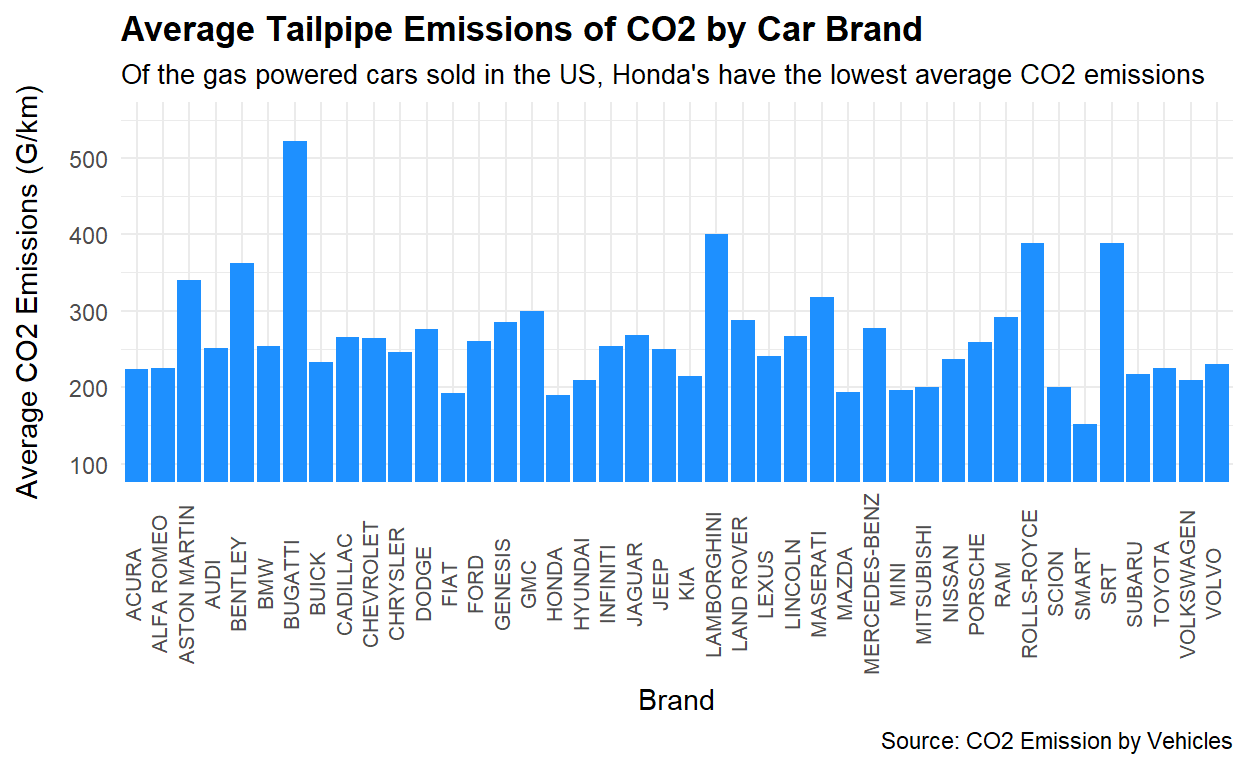 Average Tailpipe Emissions of CO2 by Car Brand
Of the gas powered cars sold in the US, Honda's have the lowest average CO2 emissions
Average CO2 Emissions (G/km)
500
400
300
200
100
ACURA
ALFA ROMEO
ASTON MARTIN
AUDI
BENTLEY
BMW
BUGATTI
BUICK
CADILLAC
CHEVROLET
CHRYSLER
DODGE
FIAT
FORD
GENESIS
GMC
HONDA
HYUNDAI
INFINITI
JAGUAR
JEEP
KIA
LAMBORGHINI
LAND ROVER
LEXUS
LINCOLN
MASERATI
MAZDA
MERCEDES-BENZ
MINI
MITSUBISHI
NISSAN
PORSCHE
RAM
ROLLS-ROYCE
SCION
SMART
SRT
SUBARU
TOYOTA
VOLKSWAGEN
VOLVO
Brand
Source: CO2 Emission by Vehicles